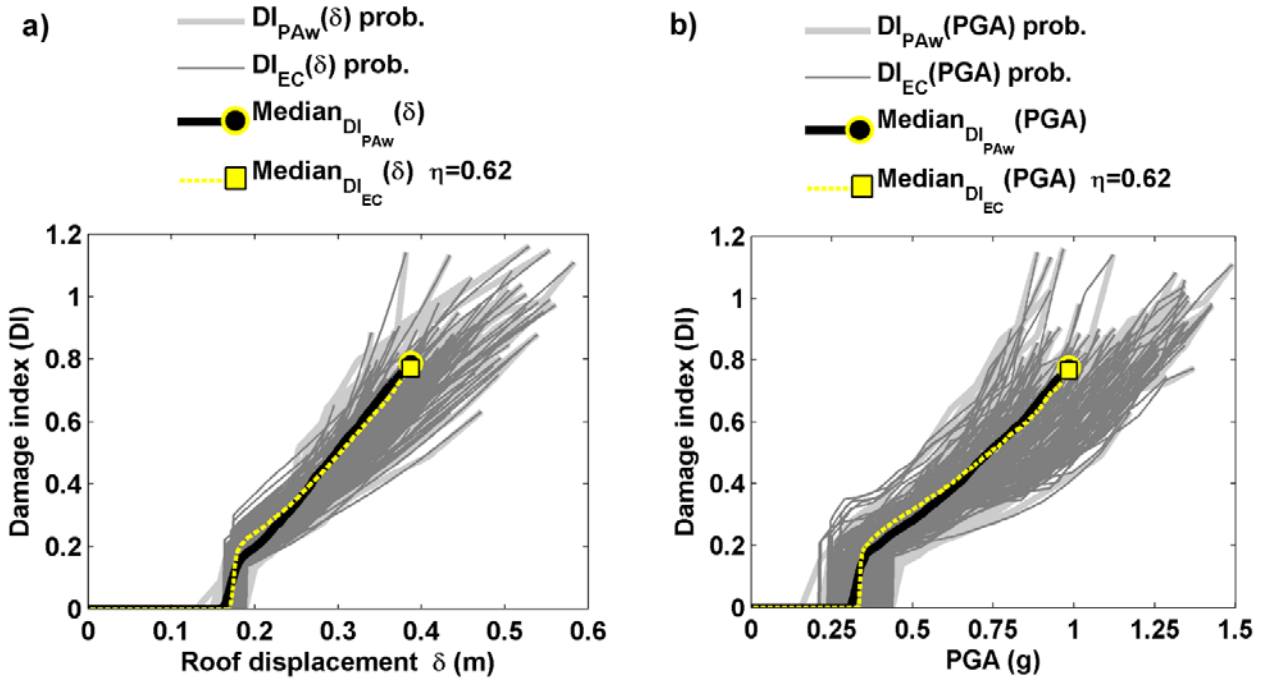 a)
DI_PAw(δ) prob.
DI_EC(δ) prob.
Median_DI_PAw (δ)
Median_DI_EC (δ) η=0.62
1.2
1
0.8
0.6
0.4
0.2
0
Damage index (DI)
0 0.1 0.2 0.3 0.4 0.5 0.6
Roof displacement δ (m)
b)
DI_PAw(PGA) prob.
DI_EC(PGA) prob.
Median_DI_PAw (PGA)
Median_DI_EC (PGA) η=0.62
1.2
1
0.8
0.6
0.4
0.2
0
Damage index (DI)
0 0.25 0.5 0.75 1 1.25 1.5
PGA (g)